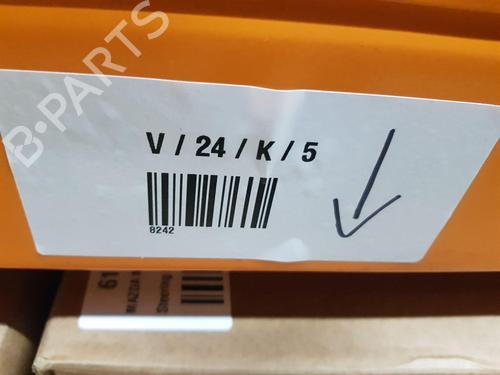 B-PARTS
V / 24 / K / 5
8242
61
MAZDA
Steering